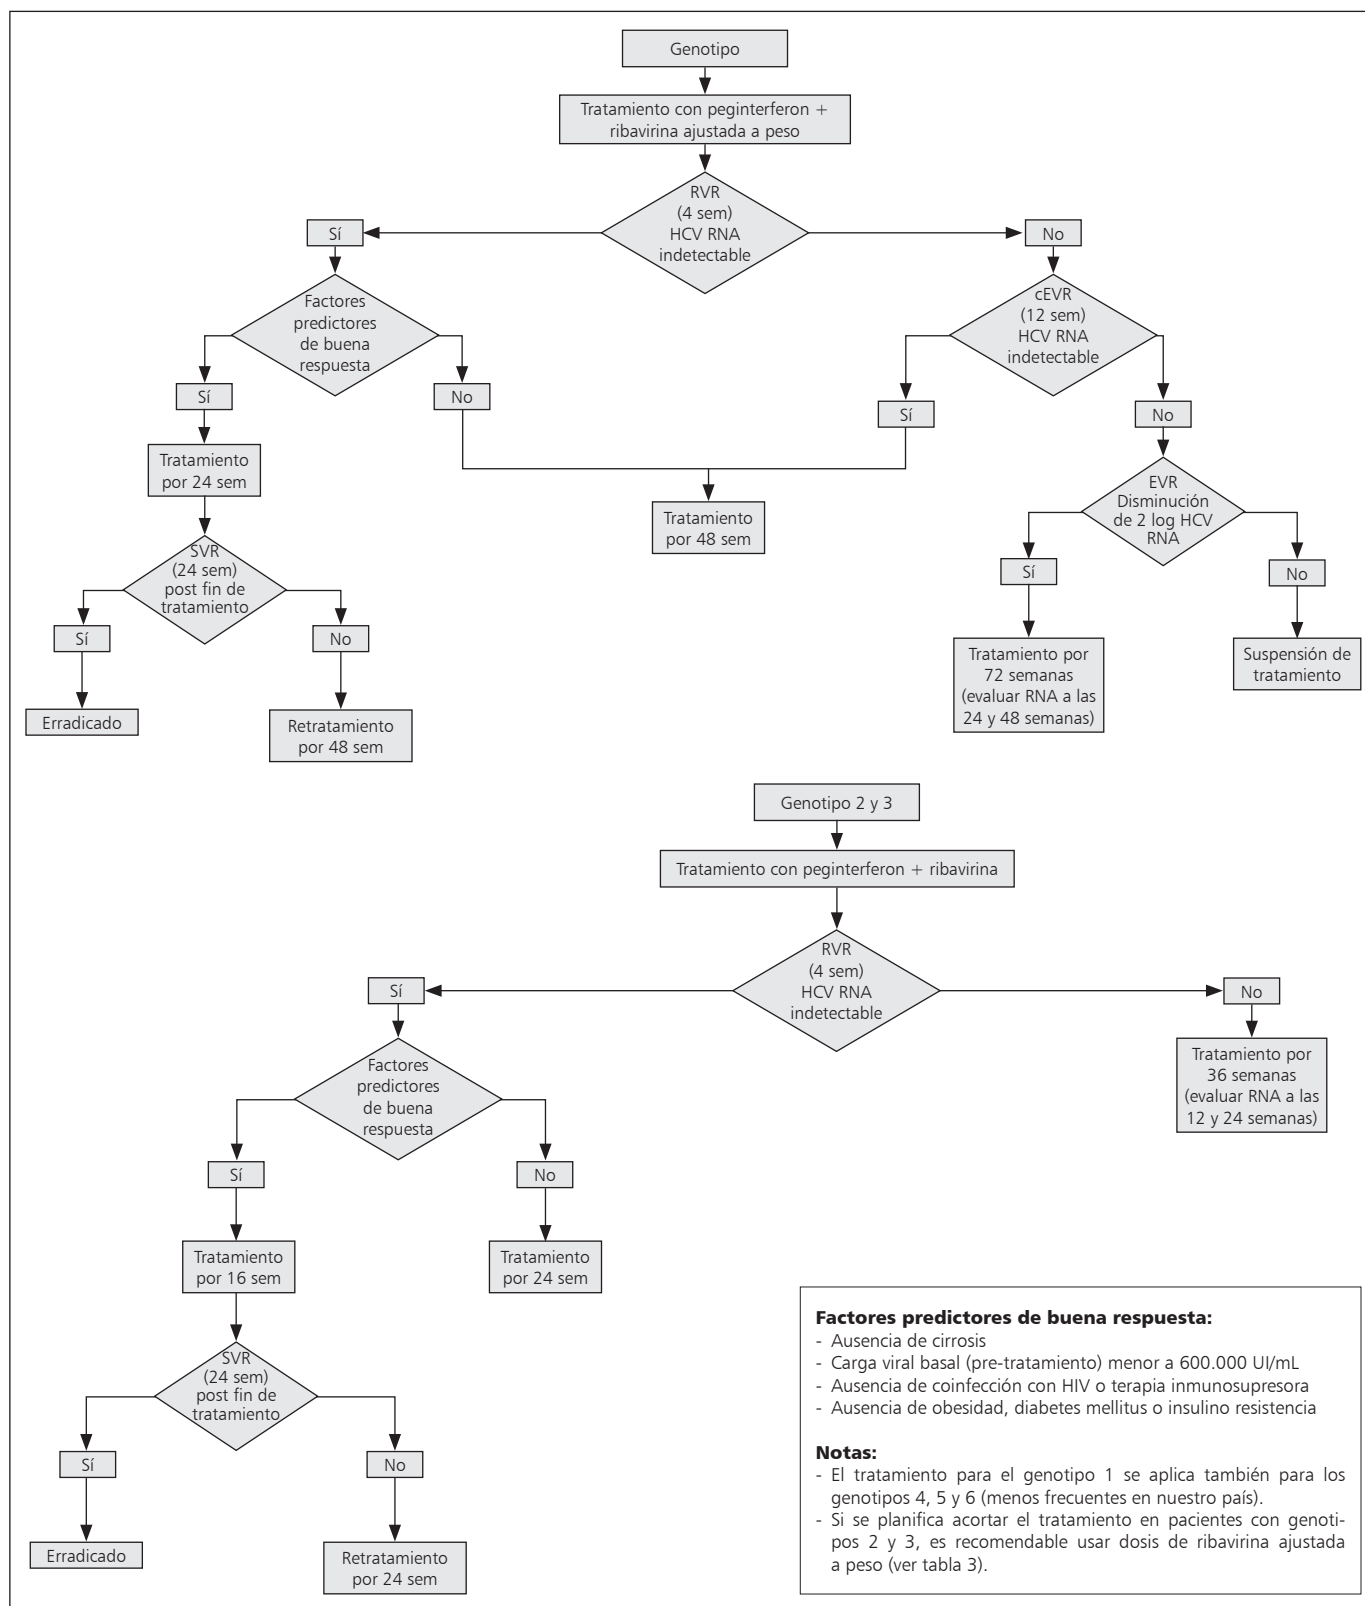 Genotipo
Tratamiento con peginterferon +
ribavirina ajustada a peso
RVR
(4 sem)
HCV RNA
indetectable
Sí
No
Factores
predictores
de buena
respuesta
cEVR
(12 sem)
HCV RNA
indetectable
Sí
No
Sí
No
Tratamiento
por 24 sem
EVR
Disminución
de 2 log HCV
RNA
Tratamiento
por 48 sem
SVR
(24 sem)
post fin de
tratamiento
Sí
No
Sí
No
Tratamiento por
72 semanas
(evaluar RNA a las
24 y 48 semanas)
Suspensión de
tratamiento
Erradicado
Retratamiento
por 48 sem
Genotipo 2 y 3
Tratamiento con peginterferon + ribavirina
RVR
(4 sem)
HCV RNA
indetectable
Sí
No
Factores
predictores
de buena
respuesta
Tratamiento por
36 semanas
(evaluar RNA a las
12 y 24 semanas)
Sí
No
Tratamiento
por 16 sem
Tratamiento
por 24 sem
SVR
(24 sem)
post fin de
tratamiento
Sí
No
Erradicado
Retratamiento
por 24 sem
Factores predictores de buena respuesta:
- Ausencia de cirrosis
- Carga viral basal (pre-tratamiento) menor a 600.000 UI/mL
- Ausencia de coinfección con HIV o terapia inmunosupresora
- Ausencia de obesidad, diabetes mellitus o insulino resistencia
Notas:
- El tratamiento para el genotipo 1 se aplica también para los
genotipos 4, 5 y 6 (menos frecuentes en nuestro país).
- Si se planifica acortar el tratamiento en pacientes con genoti-
pos 2 y 3, es recomendable usar dosis de ribavirina ajustada
a peso (ver tabla 3).